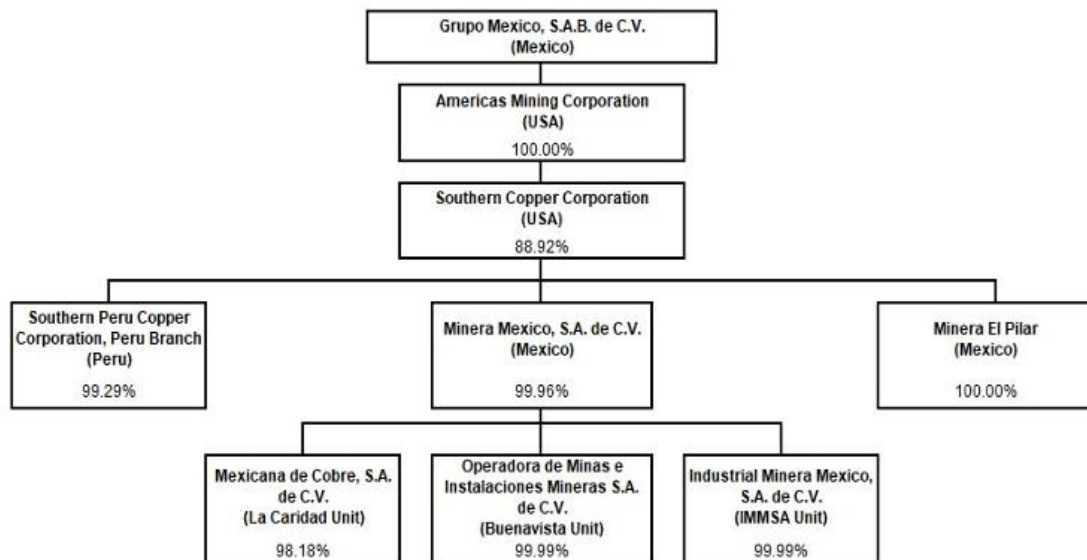 Grupo Mexico, S.A.B. de C.V.
(Mexico)
Americas Mining Corporation
(USA)
100.00%
Southern Copper Corporation
(USA)
88.92%
Southern Peru Copper
Corporation, Peru Branch
(Peru)
99.29%
Minera Mexico, S.A. de C.V.
(Mexico)
99.96%
Minera El Pilar
(Mexico)
100.00%
Mexicana de Cobre, S.A.
de C.V.
(La Caridad Unit)
98.18%
Operadora de Minas e
Instalaciones Mineras S.A.
de C.V.
(Buenavista Unit)
99.99%
Industrial Minera Mexico,
S.A. de C.V.
(IMMSA Unit)
99.99%